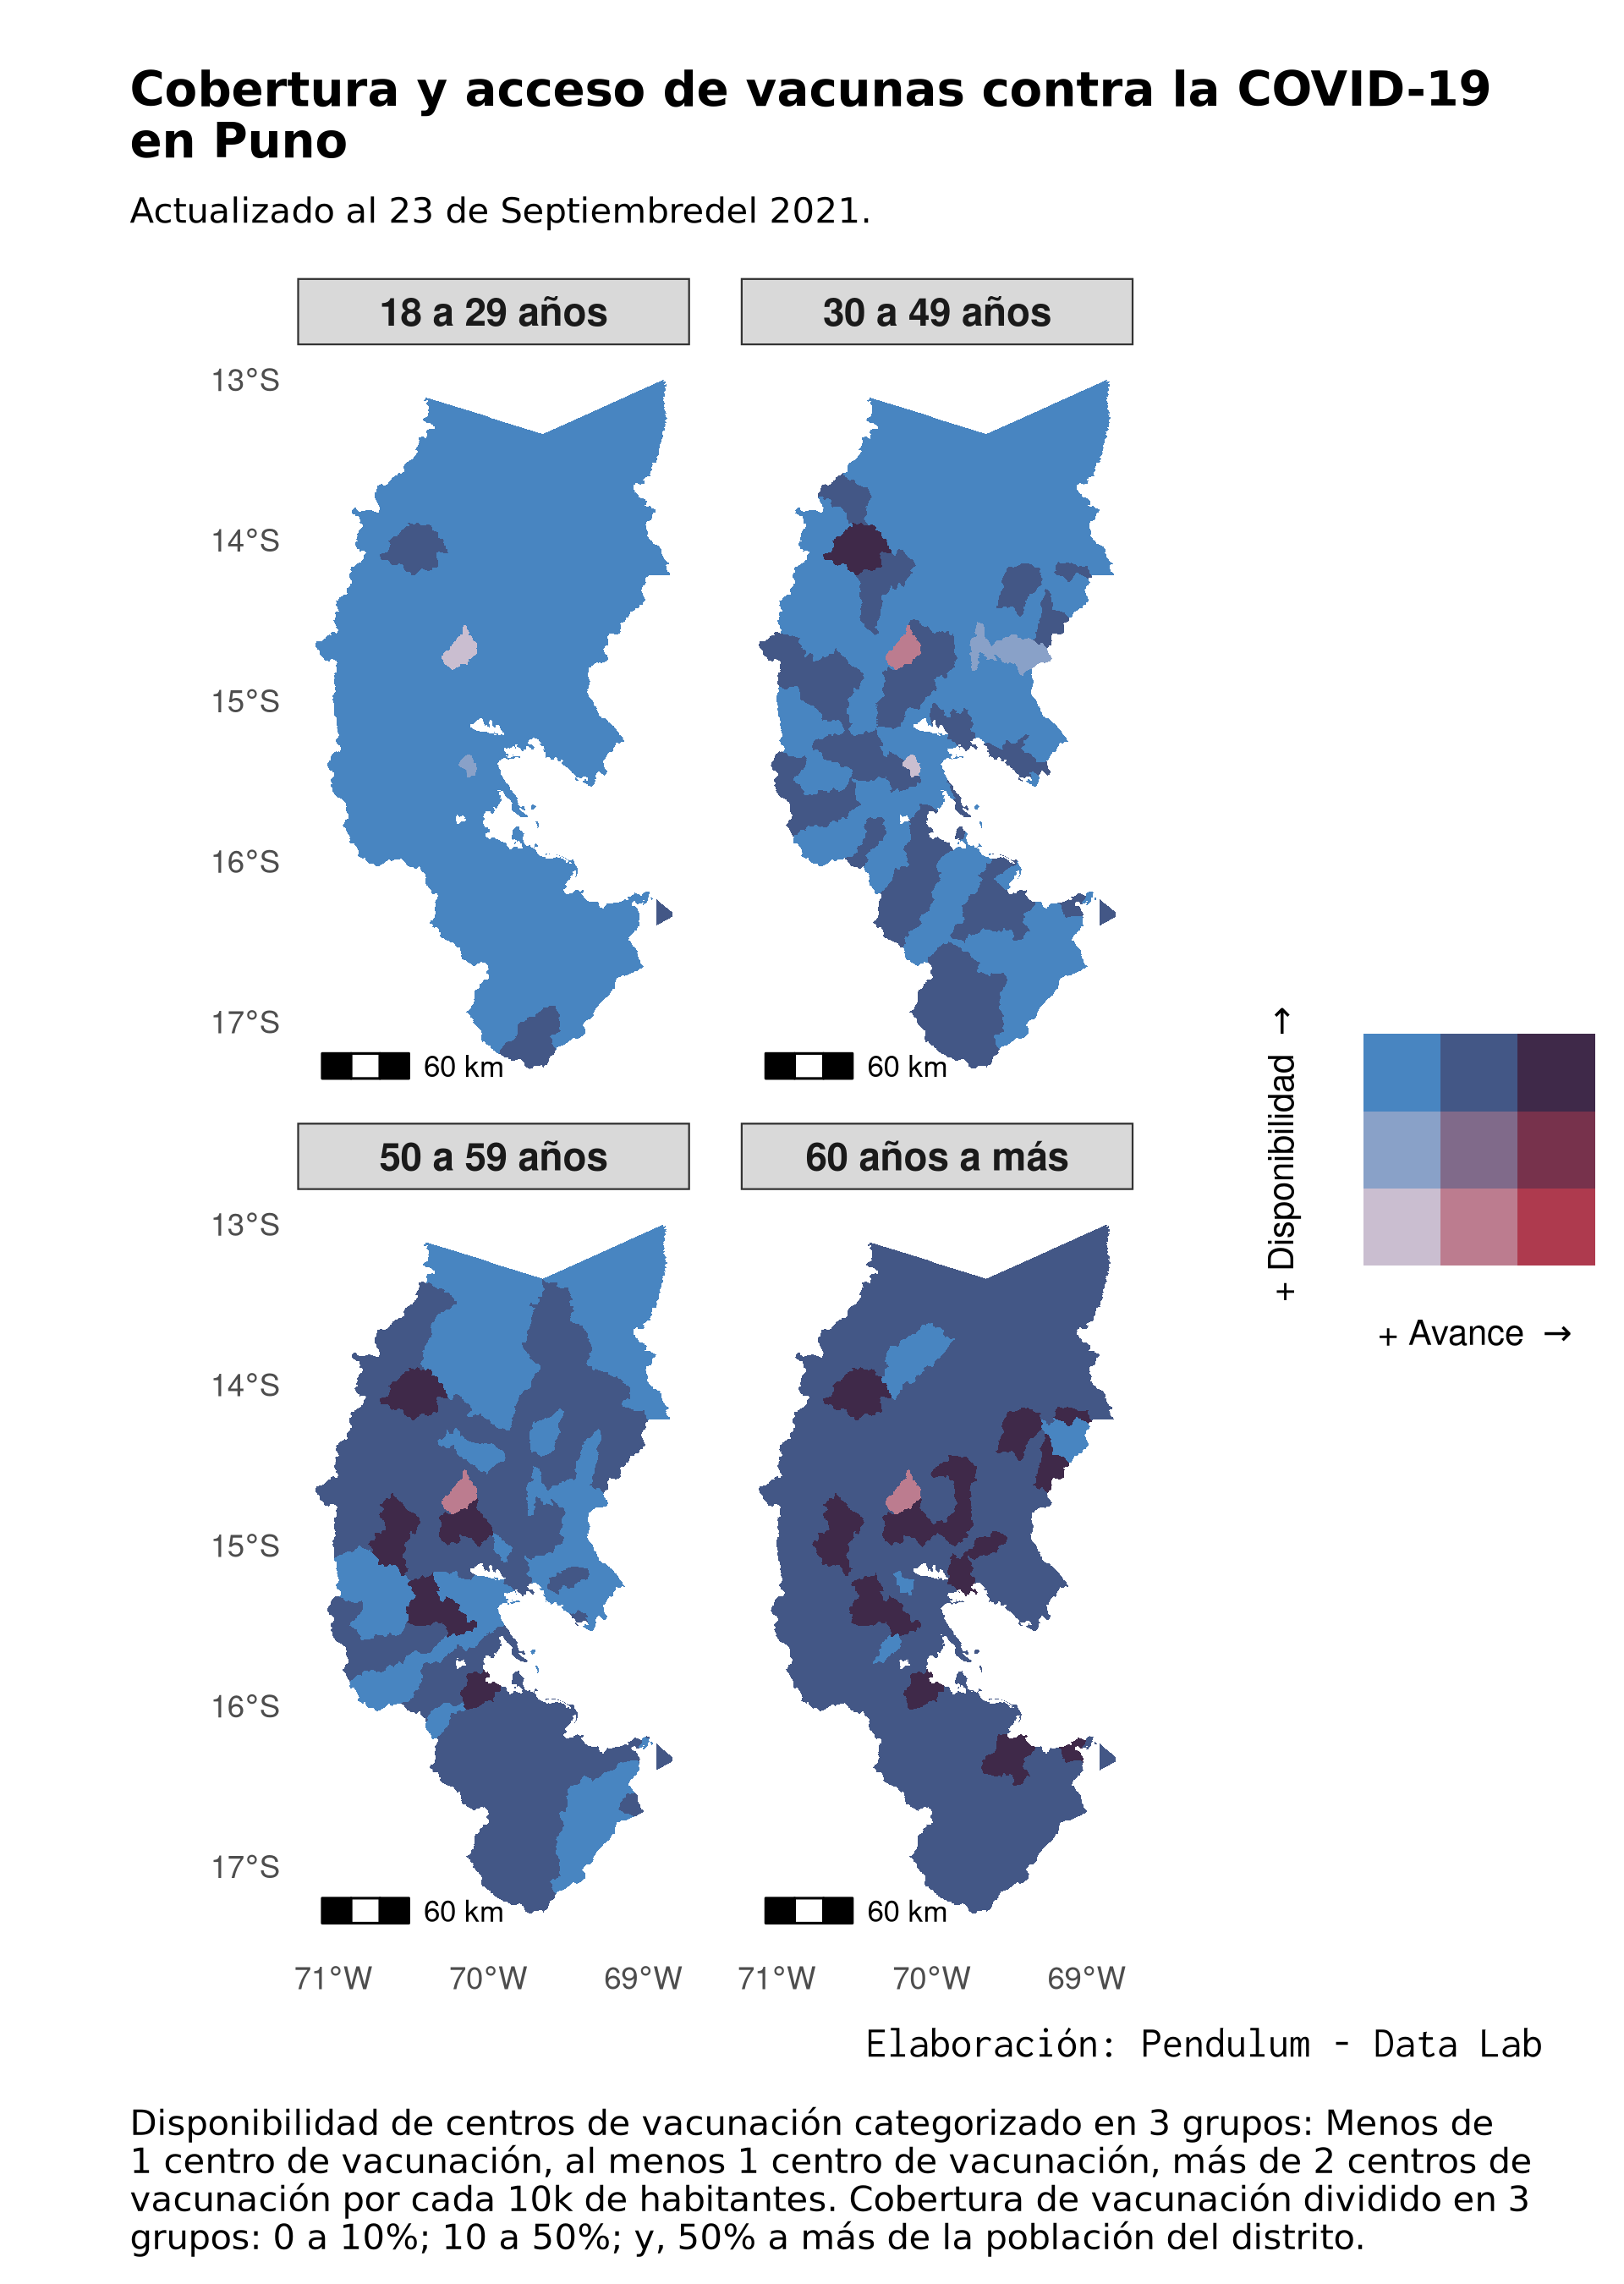 Cobertura y acceso de vacunas contra la COVID-19
en Puno
Actualizado al 23 de Septiembredel 2021.
18 a 29 años
30 a 49 años
13°S
14°S
15°S
16°S
17°S
60 km
60 km
50 a 59 años
60 años a más
13°S
14°S
15°S
16°S
17°S
60 km
60 km
71°W
70°W
69°W
71°W
70°W
69°W
+ Disponibilidad →
+ Avance →
Elaboración: Pendulum - Data Lab
Disponibilidad de centros de vacunación categorizado en 3 grupos: Menos de
1 centro de vacunación, al menos 1 centro de vacunación, más de 2 centros de
vacunación por cada 10k de habitantes. Cobertura de vacunación dividido en 3
grupos: 0 a 10%; 10 a 50%; y, 50% a más de la población del distrito.